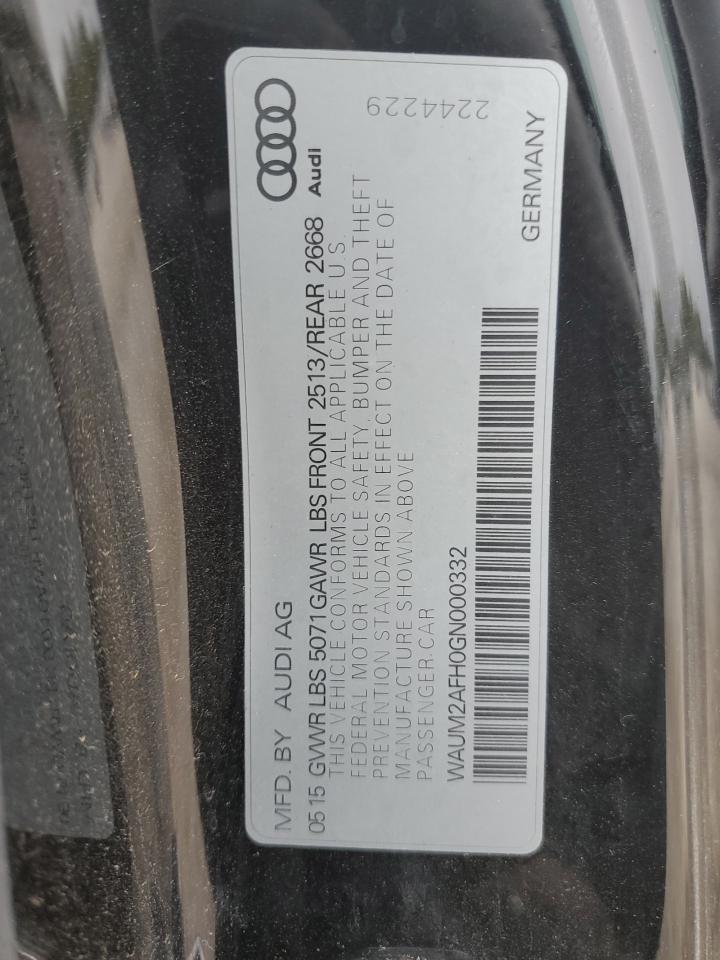 MFD. BY AUDI AG
Audi
0515 GVWR LBS 5071 GAWR LBS FRONT 2513/REAR 2668
THIS VEHICLE CONFORMS TO ALL APPLICABLE U.S.
FEDERAL MOTOR VEHICLE SAFETY, BUMPER AND THEFT
PREVENTION STANDARDS IN EFFECT ON THE DATE OF
MANUFACTURE SHOWN ABOVE
PASSENGER CAR
2244229
WAUM2AFH0GN000332
GERMANY